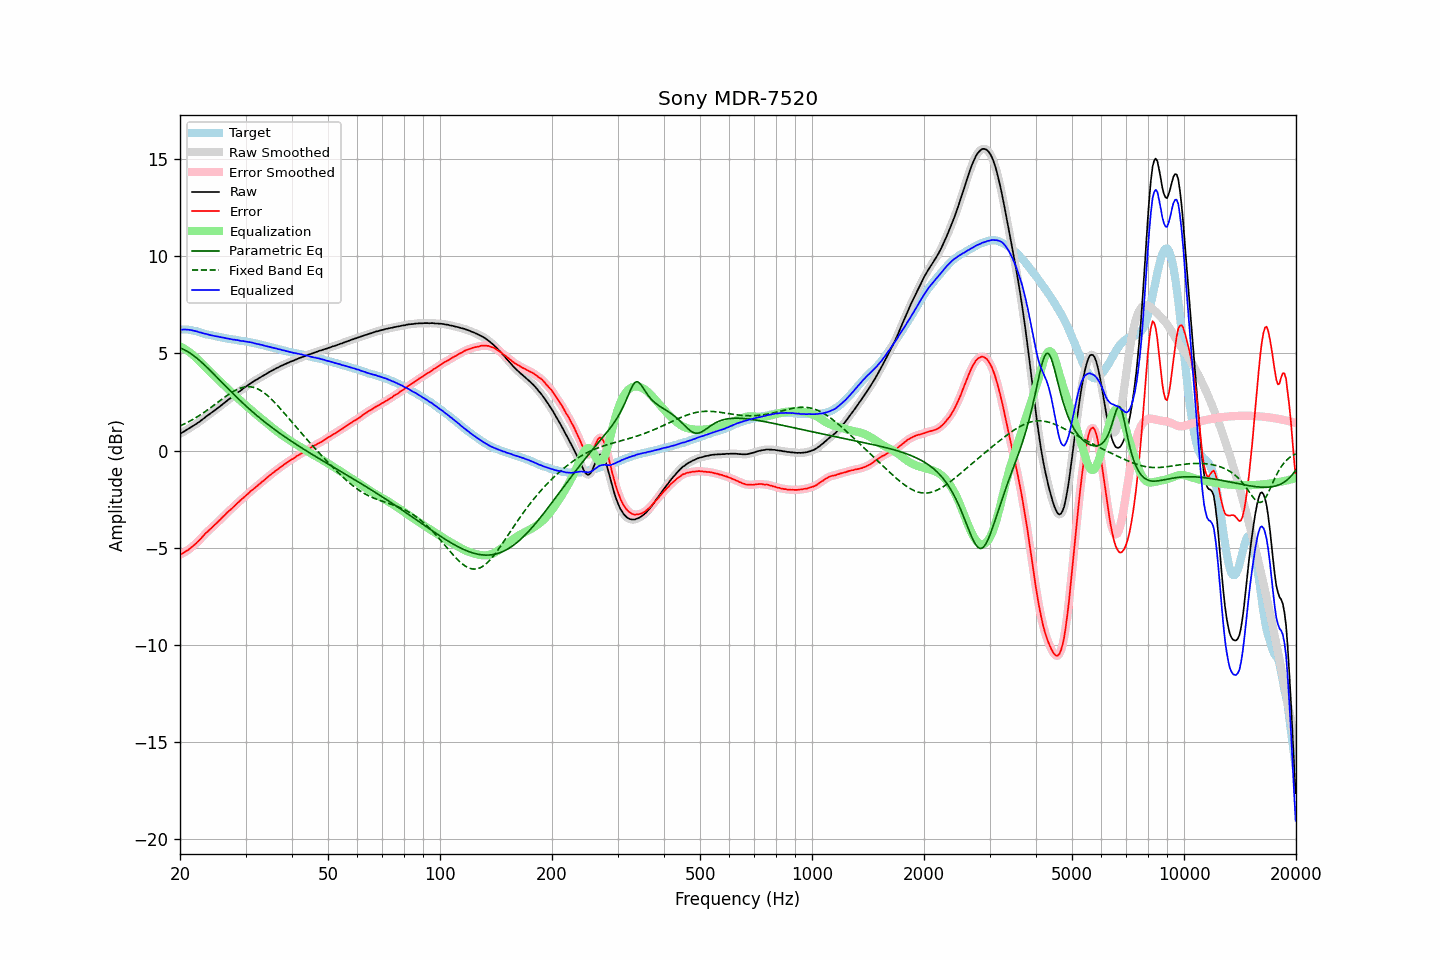 Sony MDR-7520
Target
Raw Smoothed
Error Smoothed
Raw
Error
Equalization
Parametric Eq
Fixed Band Eq
Equalized
15
10
5
0
−5
−10
−15
−20
Amplitude (dBr)
20 50 100 200 500 1000 2000 5000 10000 20000
Frequency (Hz)